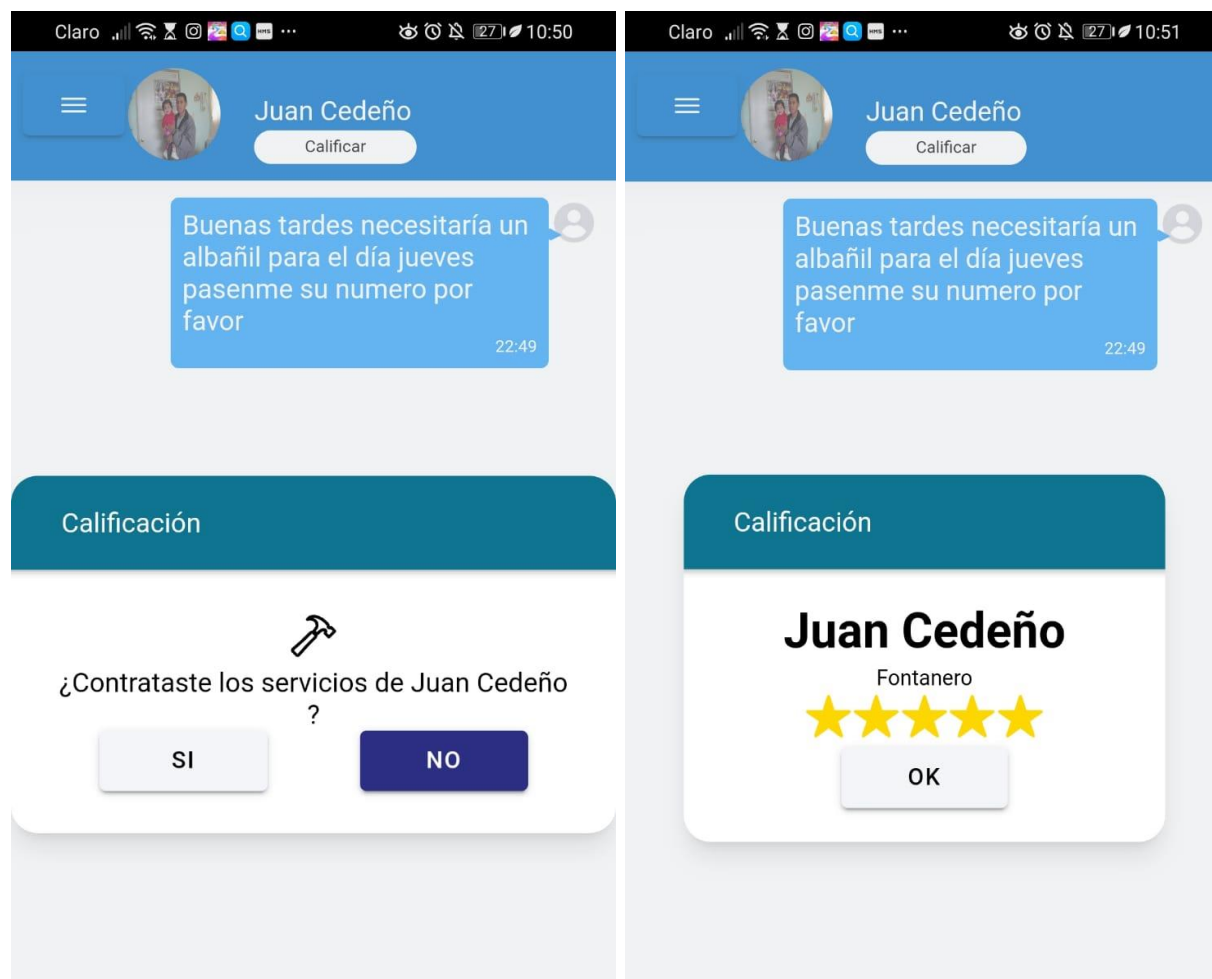 Claro 27 10:50
Juan Cedeño
Calificar
Buenas tardes necesitaría un
albañil para el día jueves
pasenme su numero por
favor
22:49
Calificación
¿Contrataste los servicios de Juan Cedeño
?
SI NO
Claro HMS 27 10:51
Juan Cedeño
Calificar
Buenas tardes necesitaría un
albañil para el día jueves
pasenme su numero por
favor
22:49
Calificación
Juan Cedeño
Fontanero
OK